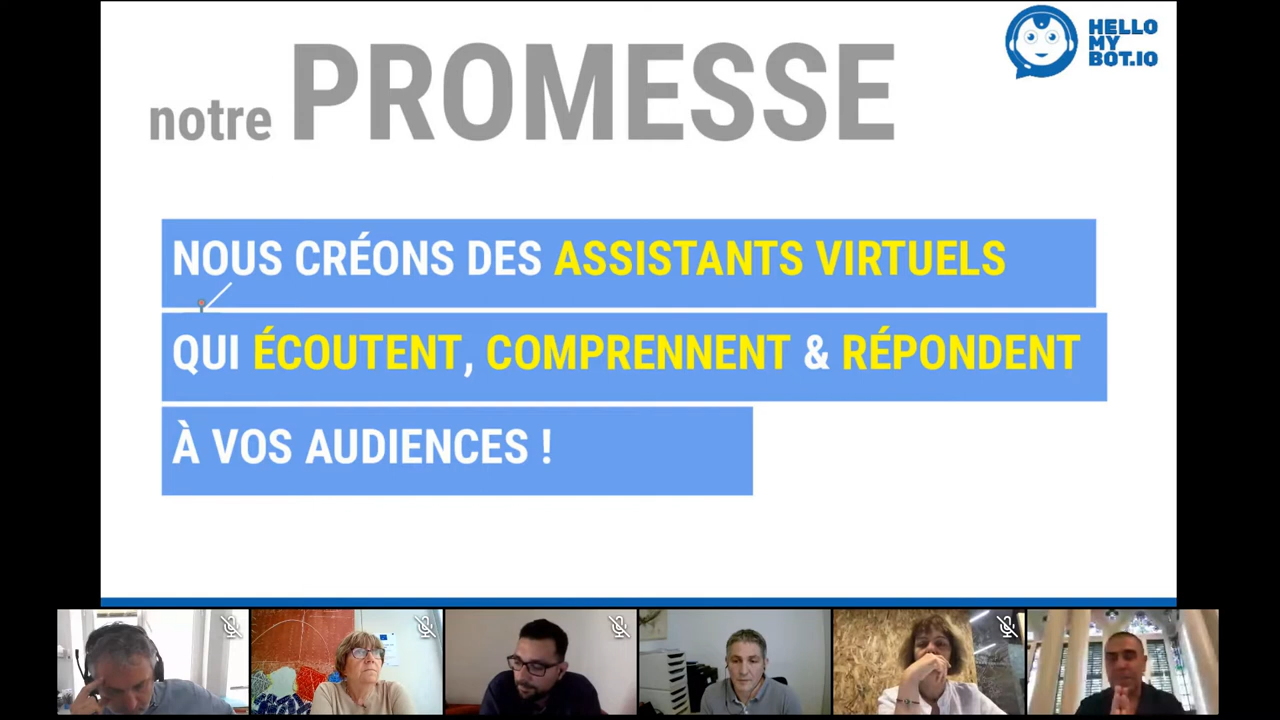 notre PROMESSE
HELLO
MY
BOT.IO
NOUS CRÉONS DES ASSISTANTS VIRTUELS
QUI ÉCOUTENT, COMPRENNENT & RÉPONDENT
À VOS AUDIENCES !